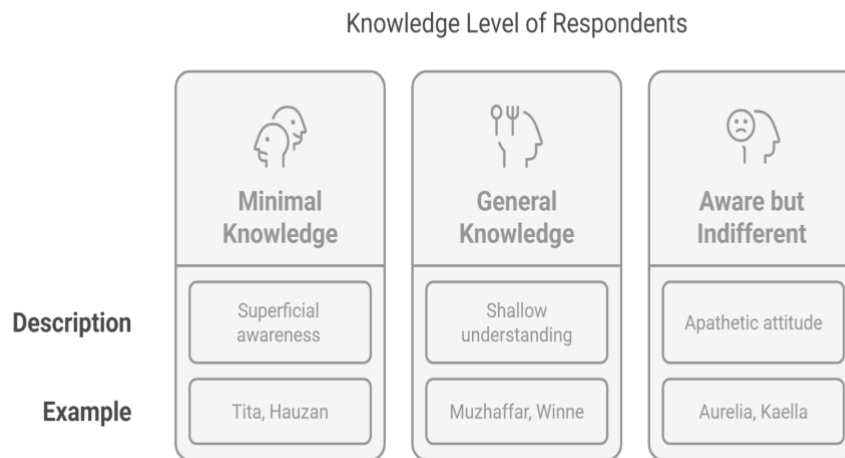 Knowledge Level of Respondents
Minimal
Knowledge
General
Knowledge
Aware but
Indifferent
Description
Superficial
awareness
Shallow
understanding
Apathetic attitude
Example
Tita, Hauzan
Muzhaffar, Winne
Aurelia, Kaella